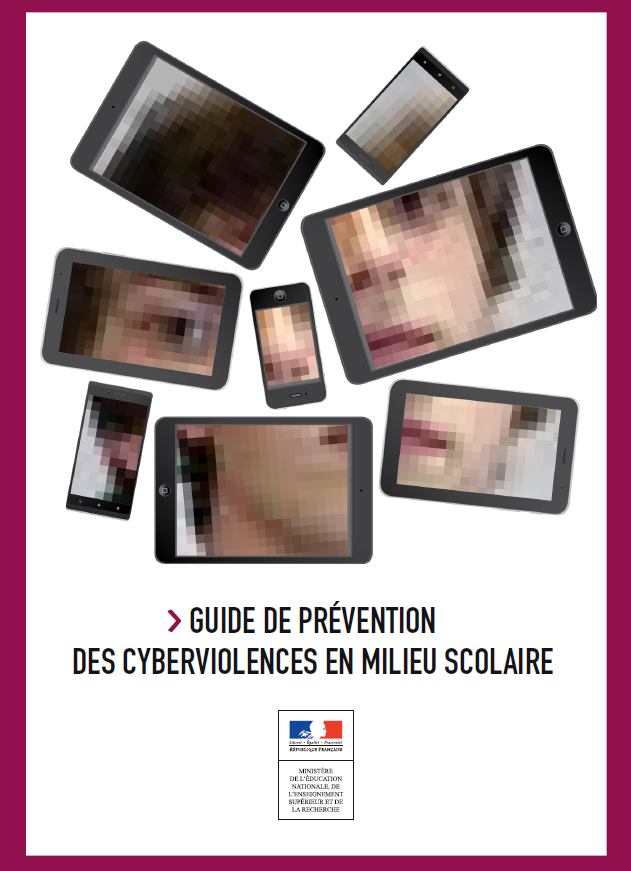 > GUIDE DE PRÉVENTION
DES CYBERVIOLENCES EN MILIEU SCOLAIRE
Liberté • Égalité • Fraternité
RÉPUBLIQUE FRANÇAISE
MINISTÈRE
DE L'ÉDUCATION
NATIONALE, DE
L'ENSEIGNEMENT
SUPÉRIEUR ET DE
LA RECHERCHE